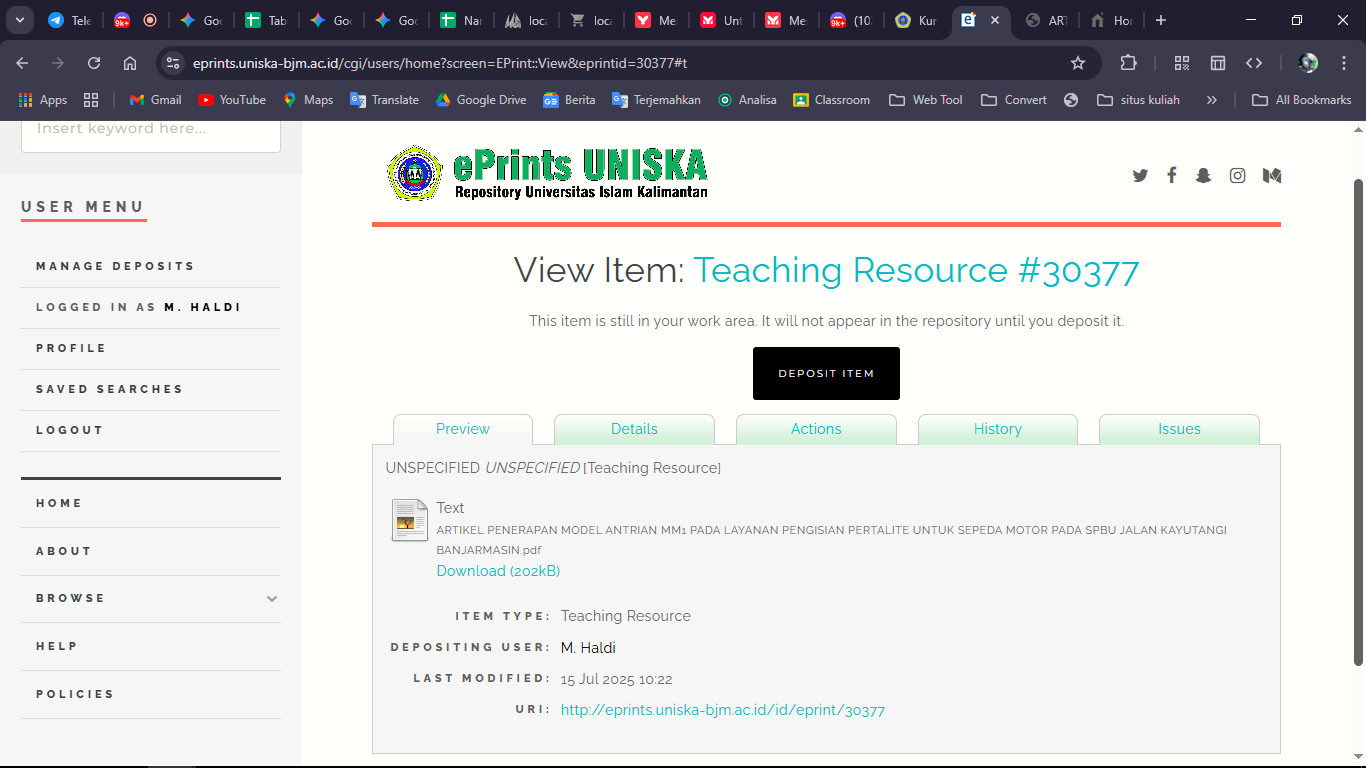 Tele
9k+
Goo
Tab
Goo
Goo
Nar
loca
loca
Me
Unt
Me
9k+
(10
Kur
ART
Hor
eprints.uniska-bjm.ac.id/cgi/users/home?screen=EPrint::View&eprintid=30377#t
Apps
Gmail
YouTube
Maps
Translate
Google Drive
Berita
Terjemahkan
Analisa
Classroom
Web Tool
Convert
situs kuliah
»
All Bookmarks
Insert keyword here...
USER MENU
MANAGE DEPOSITS
LOGGED IN AS M. HALDI
PROFILE
SAVED SEARCHES
LOGOUT
HOME
ABOUT
BROWSE
HELP
POLICIES
ePrints UNISKA
Repository Universitas Islam Kalimantan
View Item: Teaching Resource #30377
This item is still in your work area. It will not appear in the repository until you deposit it.
DEPOSIT ITEM
Preview
Details
Actions
History
Issues
UNSPECIFIED UNSPECIFIED [Teaching Resource]
Text
ARTIKEL PENERAPAN MODEL ANTRIAN MM1 PADA LAYANAN PENGISIAN PERTALITE UNTUK SEPEDA MOTOR PADA SPBU JALAN KAYUTANGI
BANJARMASIN.pdf
Download (202kB)
ITEM TYPE: Teaching Resource
DEPOSITING USER: M. Haldi
LAST MODIFIED: 15 Jul 2025 10:22
URI: http://eprints.uniska-bjm.ac.id/id/eprint/30377